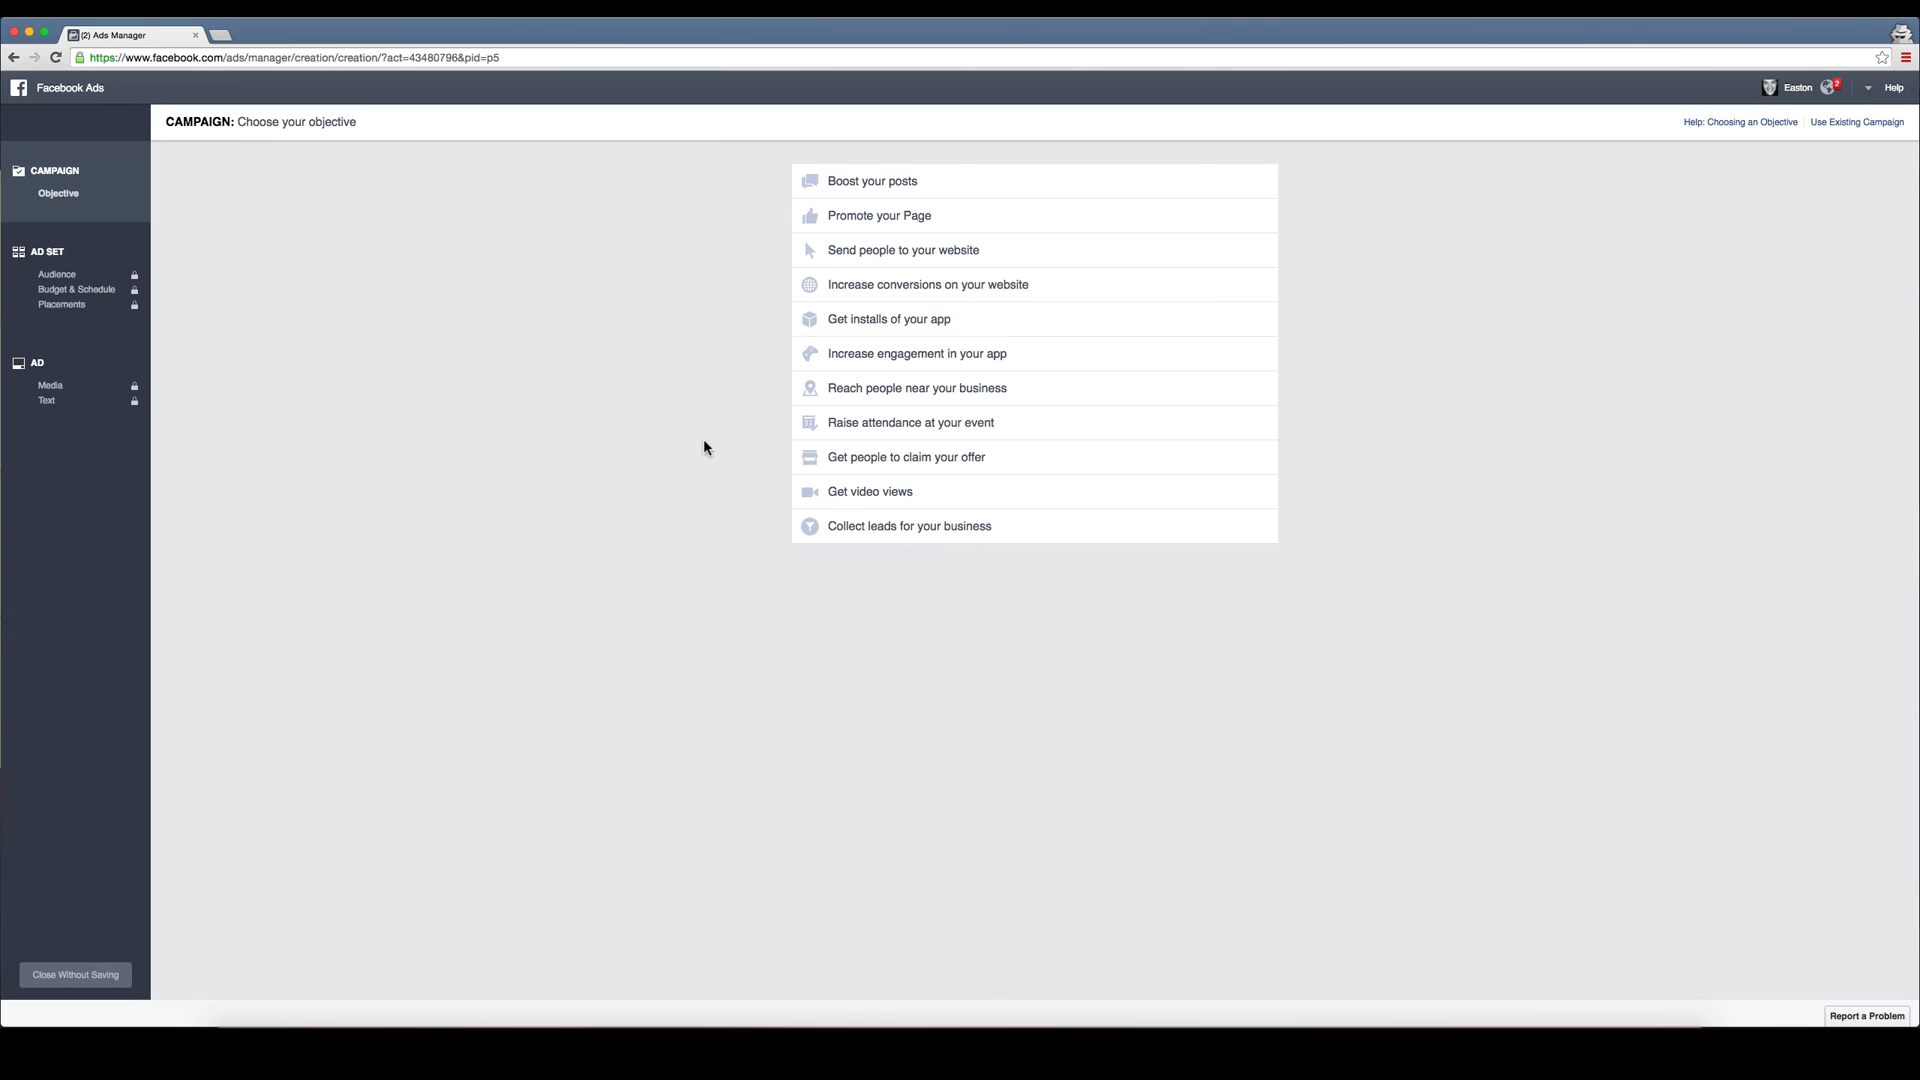 (2) Ads Manager
https://www.facebook.com/ads/manager/creation/creation/?act=43480796&pid=p5
Facebook Ads
Easton
2
Help
CAMPAIGN: Choose your objective
Help: Choosing an Objective
Use Existing Campaign
CAMPAIGN
Objective
AD SET
Audience
Budget & Schedule
Placements
AD
Media
Text
Boost your posts
Promote your Page
Send people to your website
Increase conversions on your website
Get installs of your app
Increase engagement in your app
Reach people near your business
Raise attendance at your event
Get people to claim your offer
Get video views
Collect leads for your business
Close Without Saving
Report a Problem